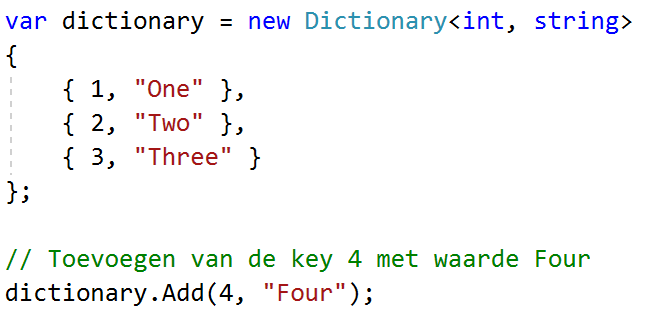 var dictionary = new Dictionary<int, string>
{
    { 1, "One" },
    { 2, "Two" },
    { 3, "Three" }
};
// Toevoegen van de key 4 met waarde Four
dictionary.Add(4, "Four");